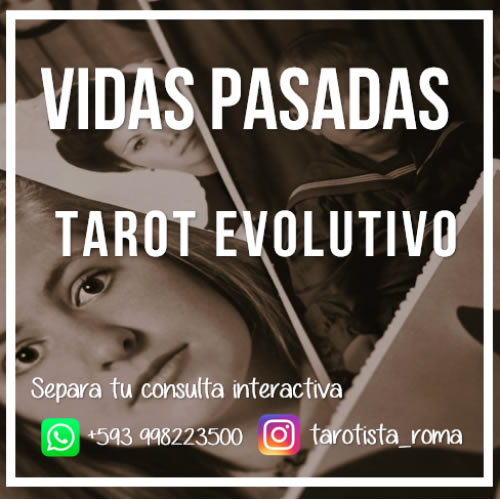 VIDAS PASADAS
TAROT EVOLUTIVO
Separa tu consulta interactiva
+593 998223500 tarotista_roma